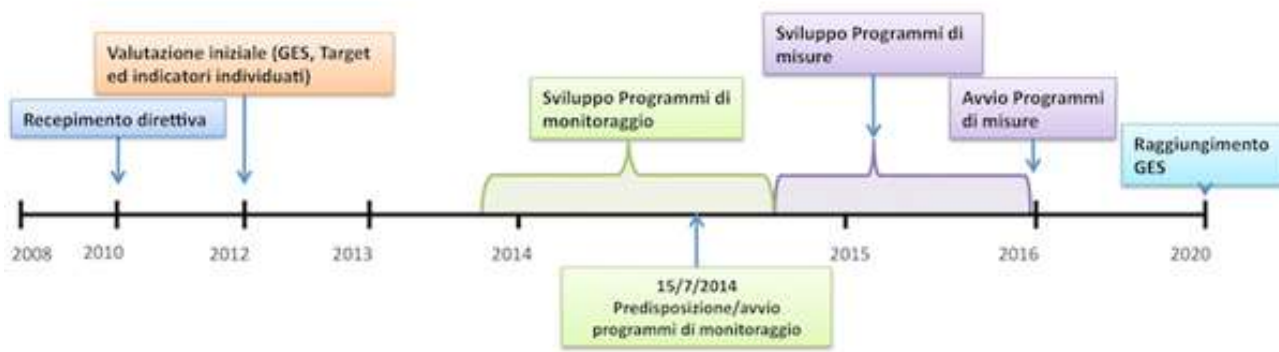 Valutazione iniziale (GES, Target
ed indicatori individuati)
Recepimento direttiva
Sviluppo Programmi di
monitoraggio
Sviluppo Programmi di
misure
Avvio Programmi
di misure
Raggiungimento
GES
2008
2010
2012
2013
2014
2015
2016
2020
15/7/2014
Predisposizione/avvio
programmi di monitoraggio